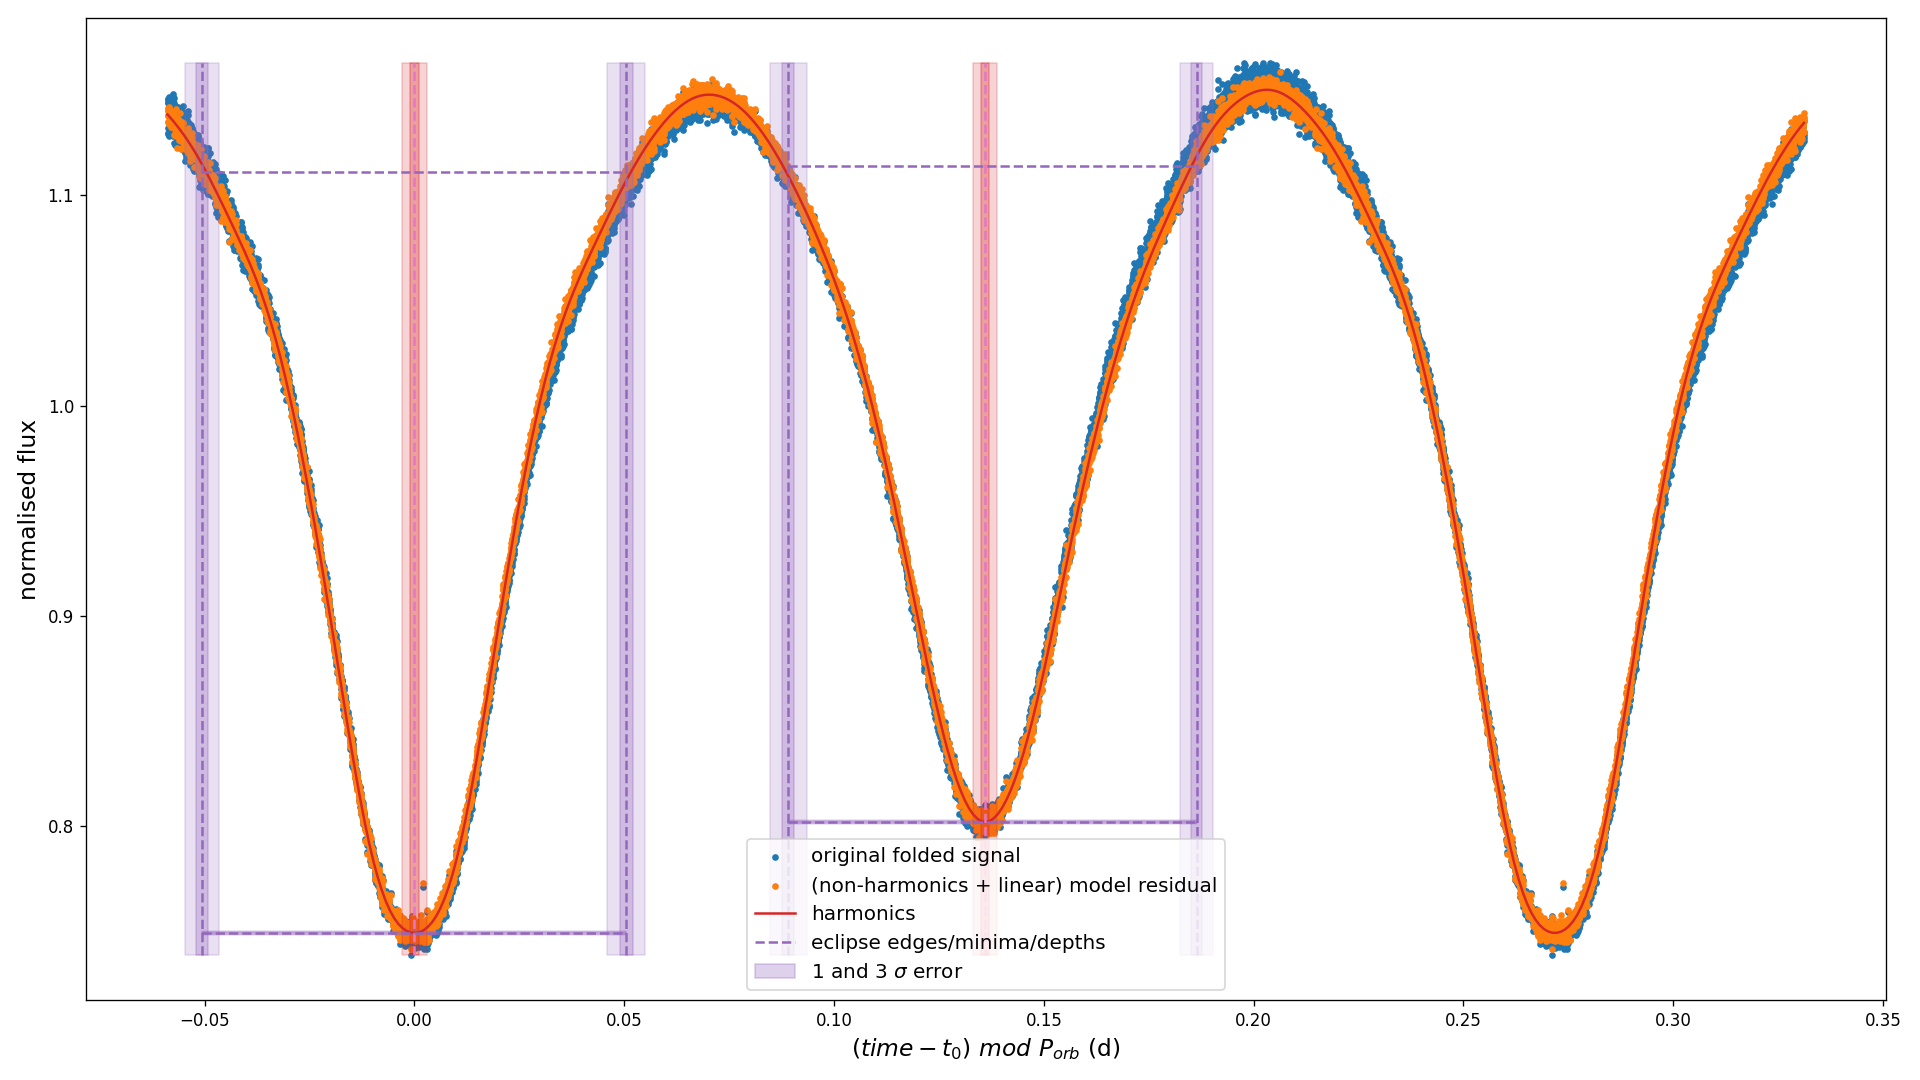 normalised flux
1.1
1.0
0.9
0.8
original folded signal
(non-harmonics + linear) model residual
harmonics
eclipse edges/minima/depths
1 and 3 σ error
−0.05 0.00 0.05 0.10 0.15 0.20 0.25 0.30 0.35
(time − t₀) mod Pₒᵣb (d)